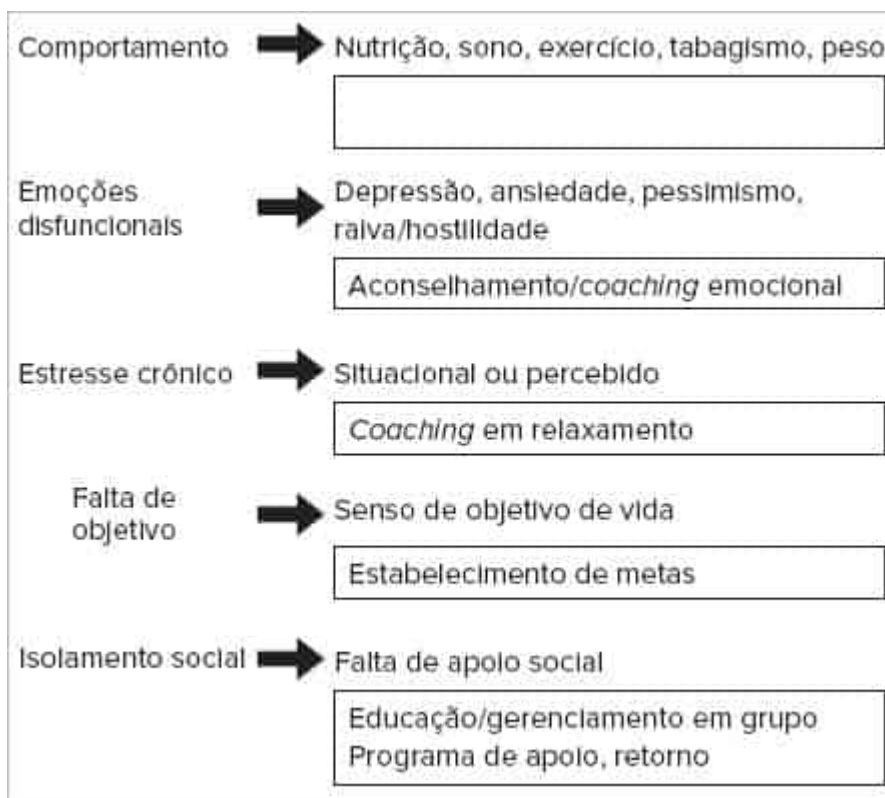 Comportamento Nutrição, sono, exercício, tabagismo, peso
Emoções disfuncionais
Depressão, ansiedade, pessimismo,
raiva/hostilidade
Aconselhamento/coaching emocional
Estresse crônico Situacional ou percebido
Coaching em relaxamento
Falta de objetivo
Senso de objetivo de vida
Estabelecimento de metas
Isolamento social Falta de apoio social
Educação/gerenciamento em grupo
Programa de apoio, retorno